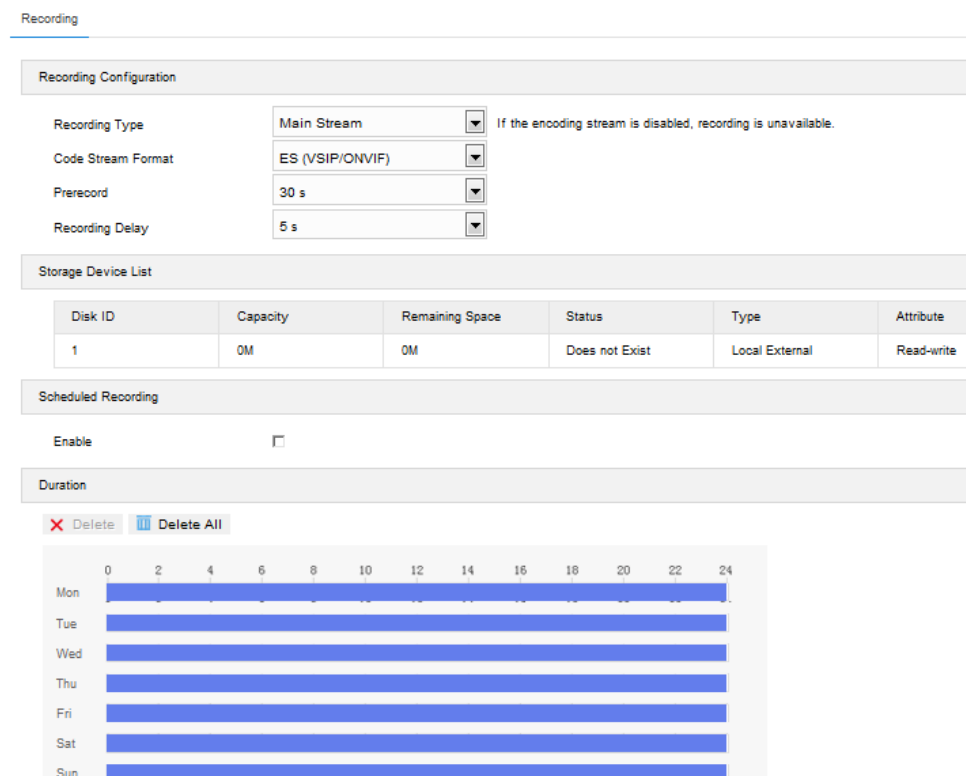 Recording
Recording Configuration
Recording Type Main Stream If the encoding stream is disabled, recording is unavailable.
Code Stream Format ES (VSIP/ONVIF)
Prerecord 30 s
Recording Delay 5 s
Storage Device List
Disk ID Capacity Remaining Space Status Type Attribute
1 0M 0M Does not Exist Local External Read-write
Scheduled Recording
Enable
Duration
Delete Delete All
0 2 4 6 8 10 12 14 16 18 20 22 24
Mon
Tue
Wed
Thu
Fri
Sat
Sun